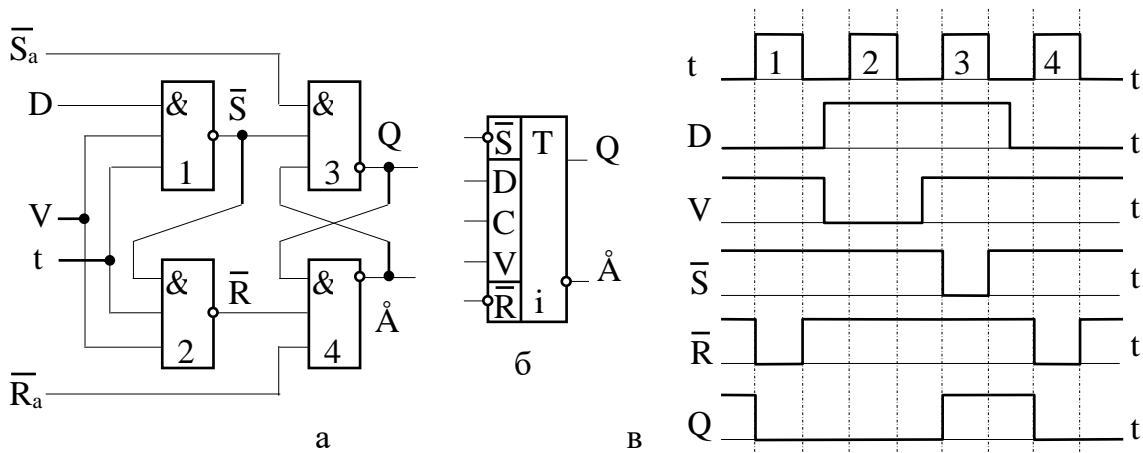 S̅a
D
&
1
S̅
&
3
Q
V
t
&
2
R̅
&
4
Å
R̅a
а
S̅ T
D
C
V
R̅ i
Q
Å
б
в
t 1 2 3 4 t
D t
V t
S̅ t
R̅ t
Q t